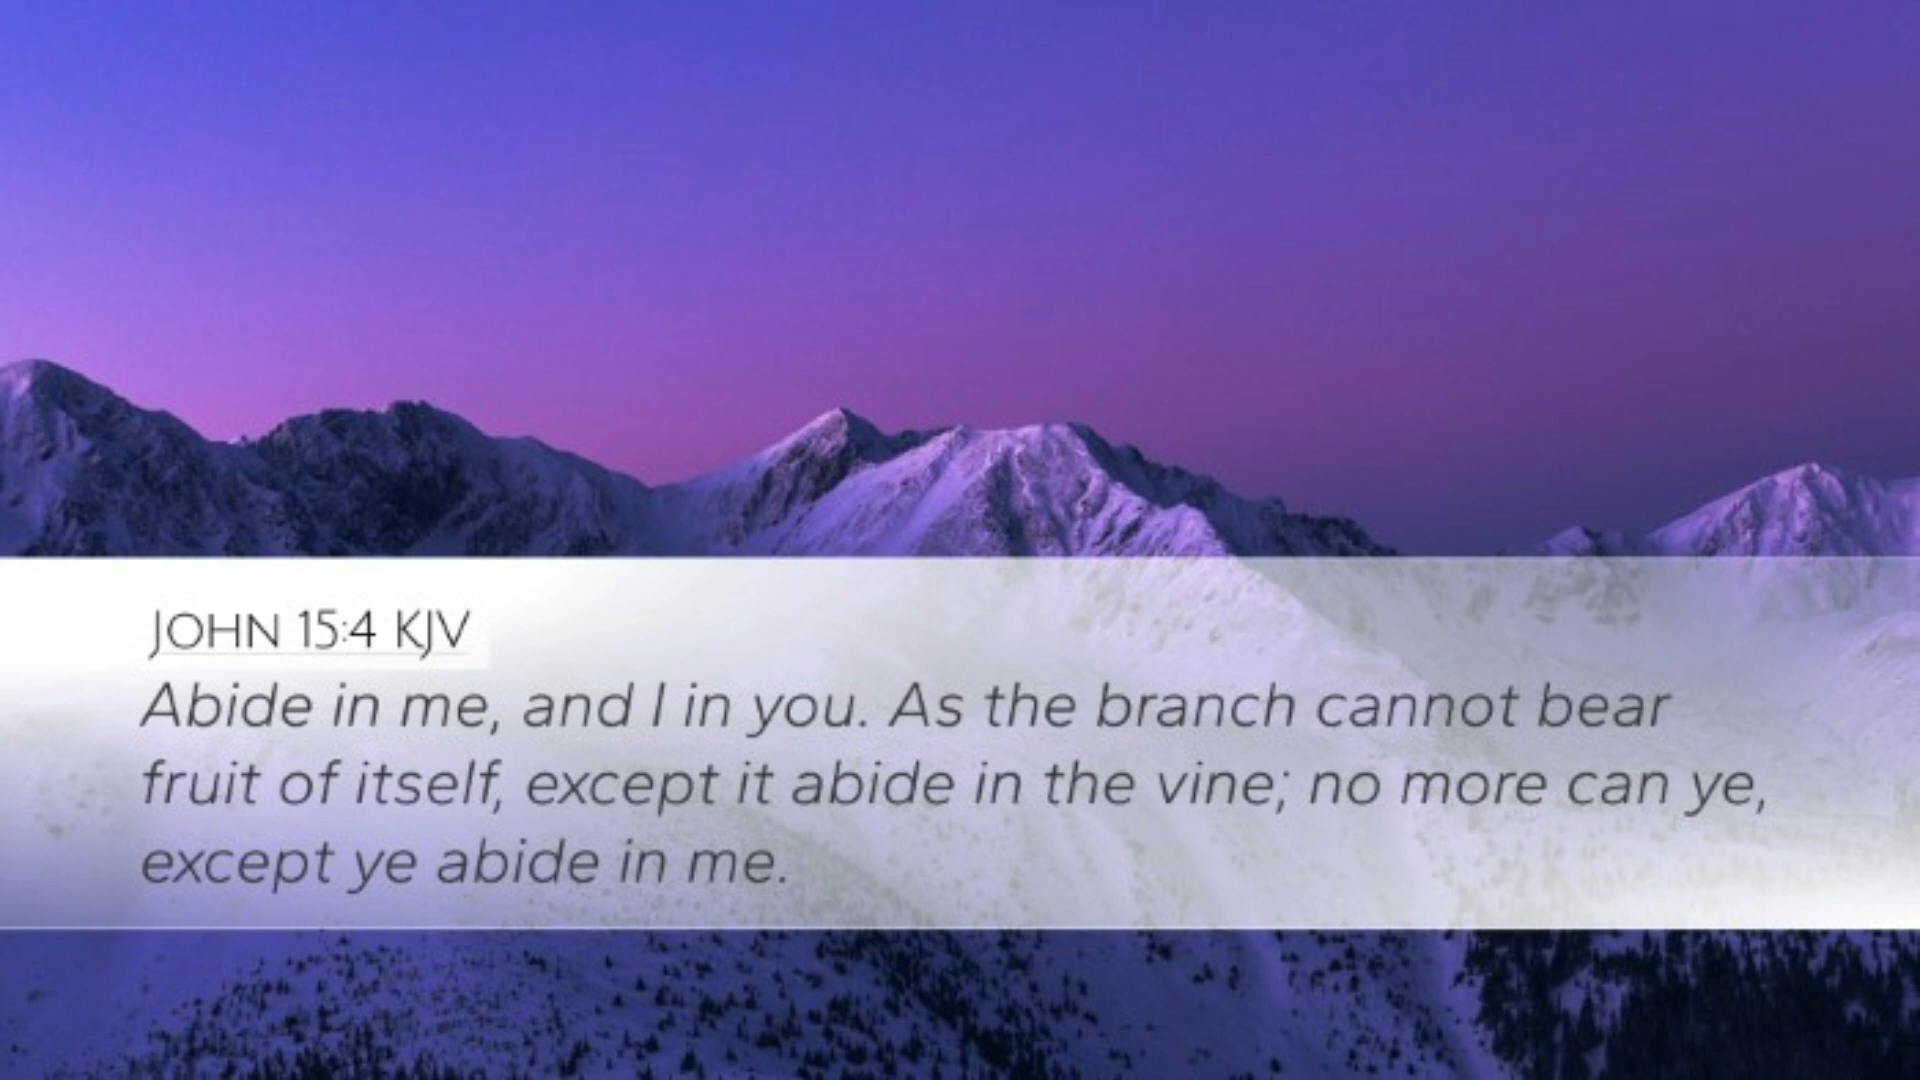 JOHN 15:4 KJV
Abide in me, and I in you. As the branch cannot bear
fruit of itself, except it abide in the vine; no more can ye,
except ye abide in me.